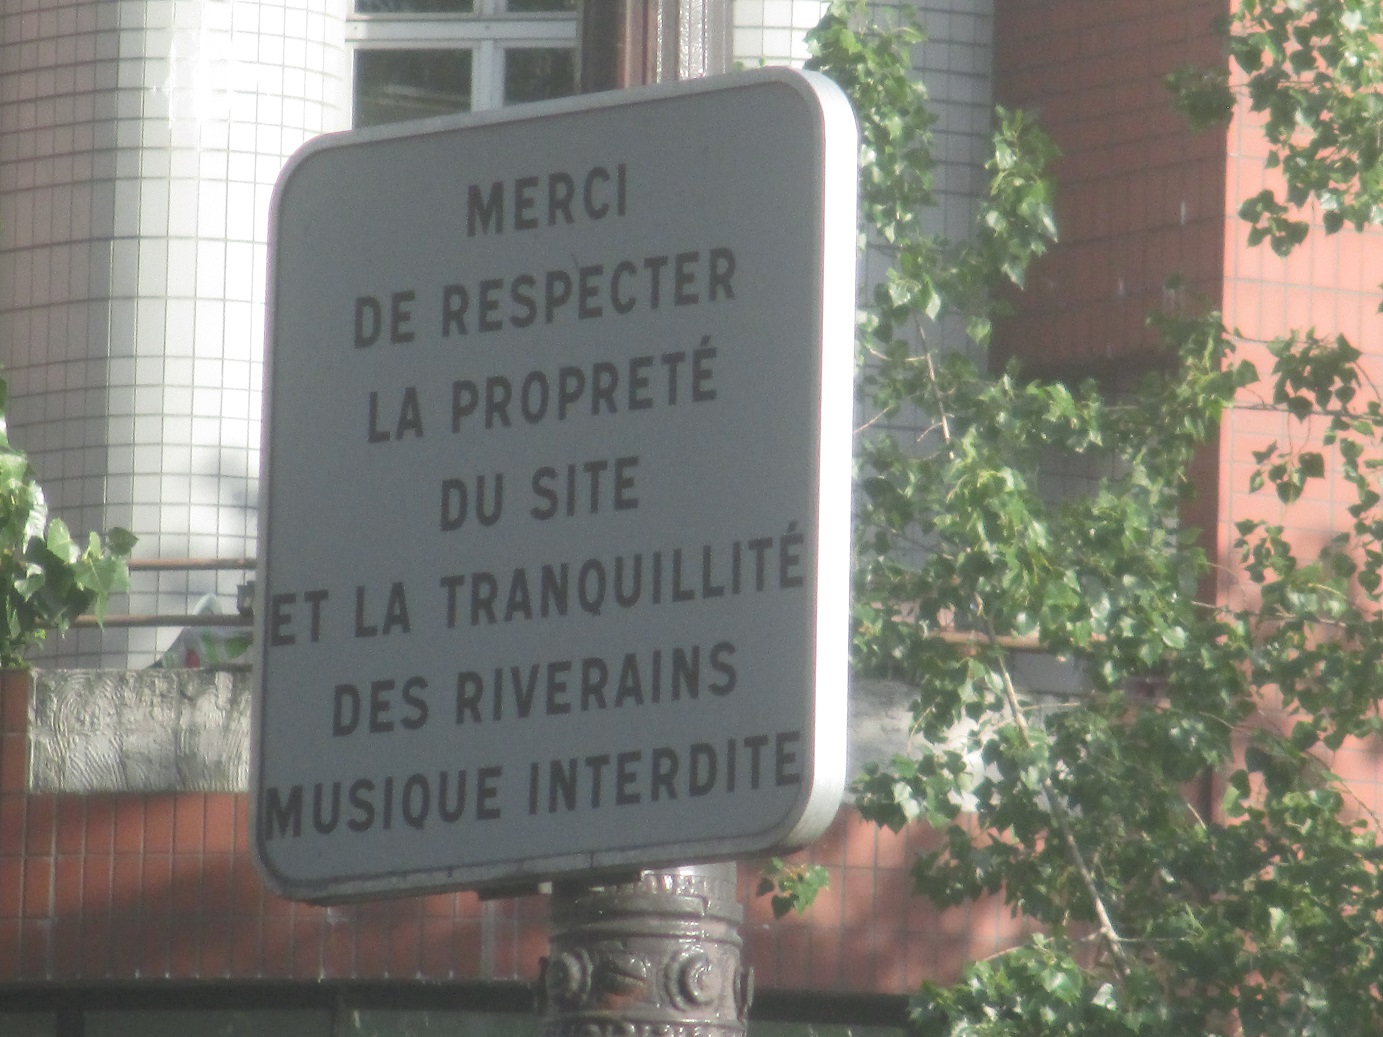 MERCI
DE RESPECTER
LA PROPRETÉ
DU SITE
ET LA TRANQUILLITÉ
DES RIVERAINS
MUSIQUE INTERDITE